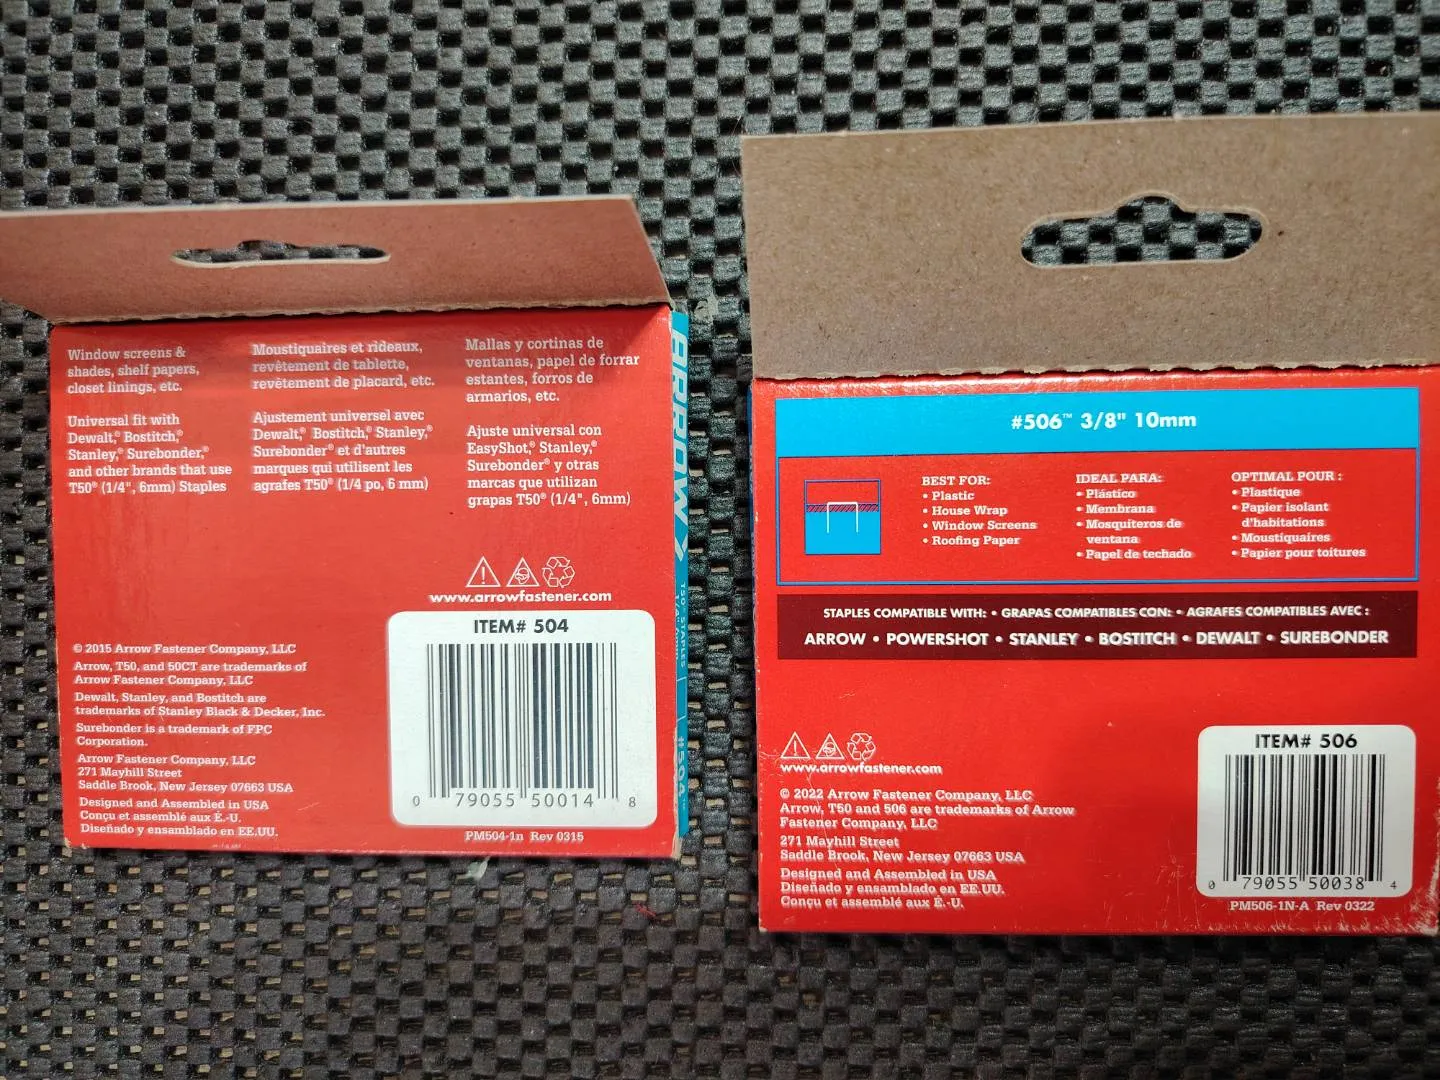 Window screens &
shades, shelf papers,
closet linings, etc.
Universal fit with
Dewalt,® Bostitch,®
Stanley,® Surebonder,®
and other brands that use
T50® (1/4", 6mm) Staples
Moustiquaires et rideaux,
revêtement de tablette,
revêtement de placard, etc.
Ajustement universel avec
Dewalt,® Bostitch,® Stanley,®
Surebonder® et d'autres
marques qui utilisent les
agrafes T50® (1/4 po, 6 mm)
Mallas y cortinas de
ventanas, papel de forrar
estantes, forros de
armarios, etc.
Ajuste universal con
EasyShot,® Stanley,®
Surebonder® y otras
marcas que utilizan
grapas T50® (1/4", 6mm)
www.arrowfastener.com
© 2015 Arrow Fastener Company, LLC
Arrow, T50, and 50CT are trademarks of
Arrow Fastener Company, LLC
Dewalt, Stanley, and Bostitch are
trademarks of Stanley Black & Decker, Inc.
Surebonder is a trademark of FPC
Corporation.
Arrow Fastener Company, LLC
271 Mayhill Street
Saddle Brook, New Jersey 07663 USA
Designed and Assembled in USA
Conçu et assemblé aux É.-U.
Diseñado y ensamblado en EE.UU.
ITEM# 504
0 79055 50014 8
PM504-1n Rev 0315
ARROW
T50™ STAPLES
#504™
#506™ 3/8" 10mm
BEST FOR:
• Plastic
• House Wrap
• Window Screens
• Roofing Paper
IDEAL PARA:
• Plástico
• Membrana
• Mosquiteros de
ventana
• Papel de techado
OPTIMAL POUR :
• Plastique
• Papier isolant
d'habitations
• Moustiquaires
• Papier pour toitures
STAPLES COMPATIBLE WITH: • GRAPAS COMPATIBLES CON: • AGRAFES COMPATIBLES AVEC :
ARROW • POWERSHOT • STANLEY • BOSTITCH • DEWALT • SUREBONDER
www.arrowfastener.com
© 2022 Arrow Fastener Company, LLC
Arrow, T50 and 506 are trademarks of Arrow
Fastener Company, LLC
271 Mayhill Street
Saddle Brook, New Jersey 07663 USA
Designed and Assembled in USA
Diseñado y ensamblado en EE.UU.
Conçu et assemblé aux É.-U.
ITEM# 506
0 79055 50038 4
PM506-1N-A Rev 0322